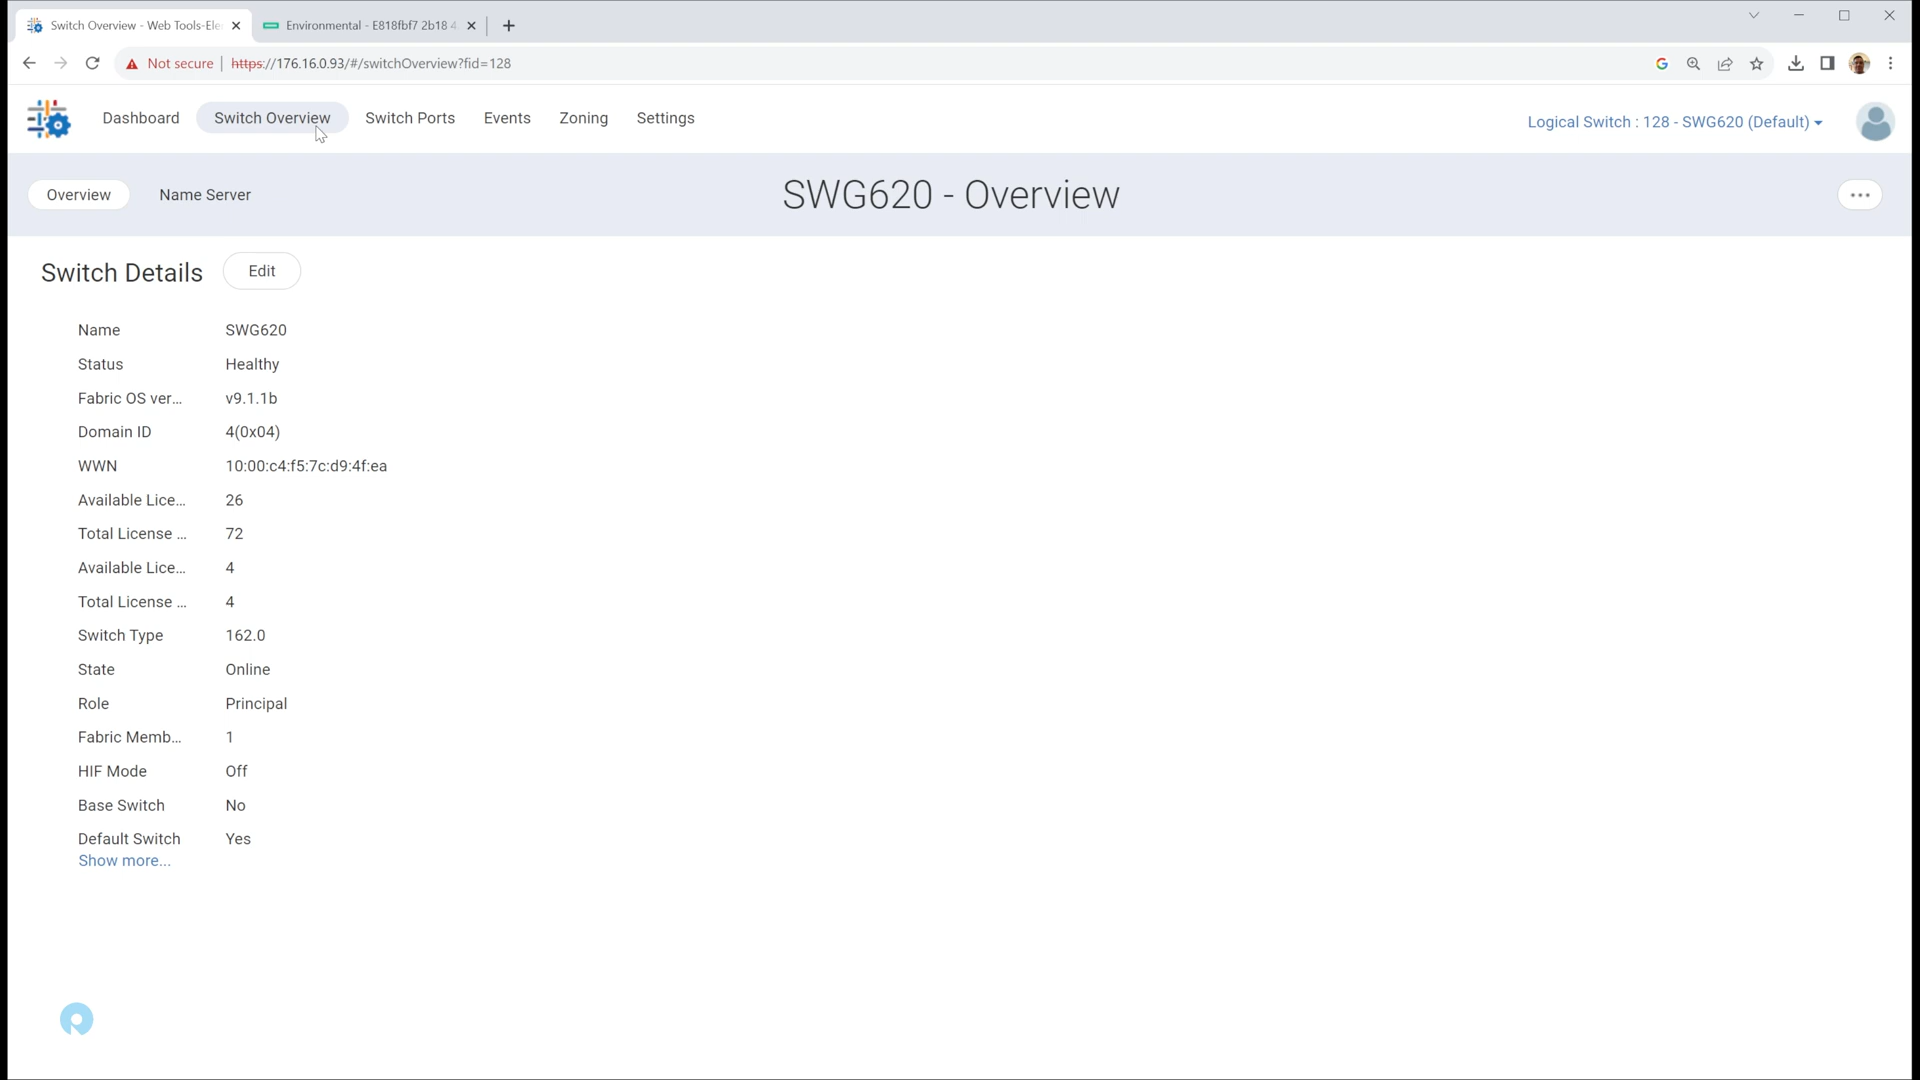 Switch Overview - Web Tools-Ele
Environmental - E818fbf7 2b18 4
Not secure https://176.16.0.93/#/switchOverview?fid=128
Dashboard Switch Overview Switch Ports Events Zoning Settings Logical Switch : 128 - SWG620 (Default)
Overview Name Server SWG620 - Overview
Switch Details Edit
Name SWG620
Status Healthy
Fabric OS ver... v9.1.1b
Domain ID 4(0x04)
WWN 10:00:c4:f5:7c:d9:4f:ea
Available Lice... 26
Total License ... 72
Available Lice... 4
Total License ... 4
Switch Type 162.0
State Online
Role Principal
Fabric Memb... 1
HIF Mode Off
Base Switch No
Default Switch Yes
Show more...